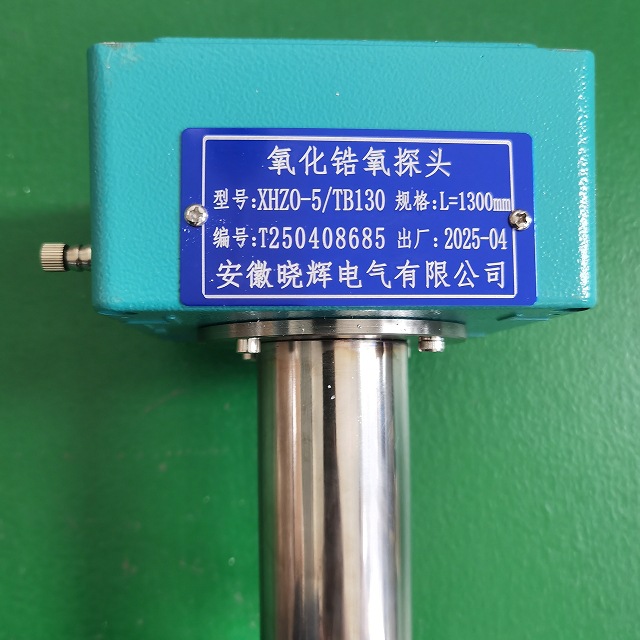 氧化锆氧探头
型号:XHZO-5/TB130 规格:L=1300mm
编号:T250408685 出厂: 2025-04
安徽晓辉电气有限公司